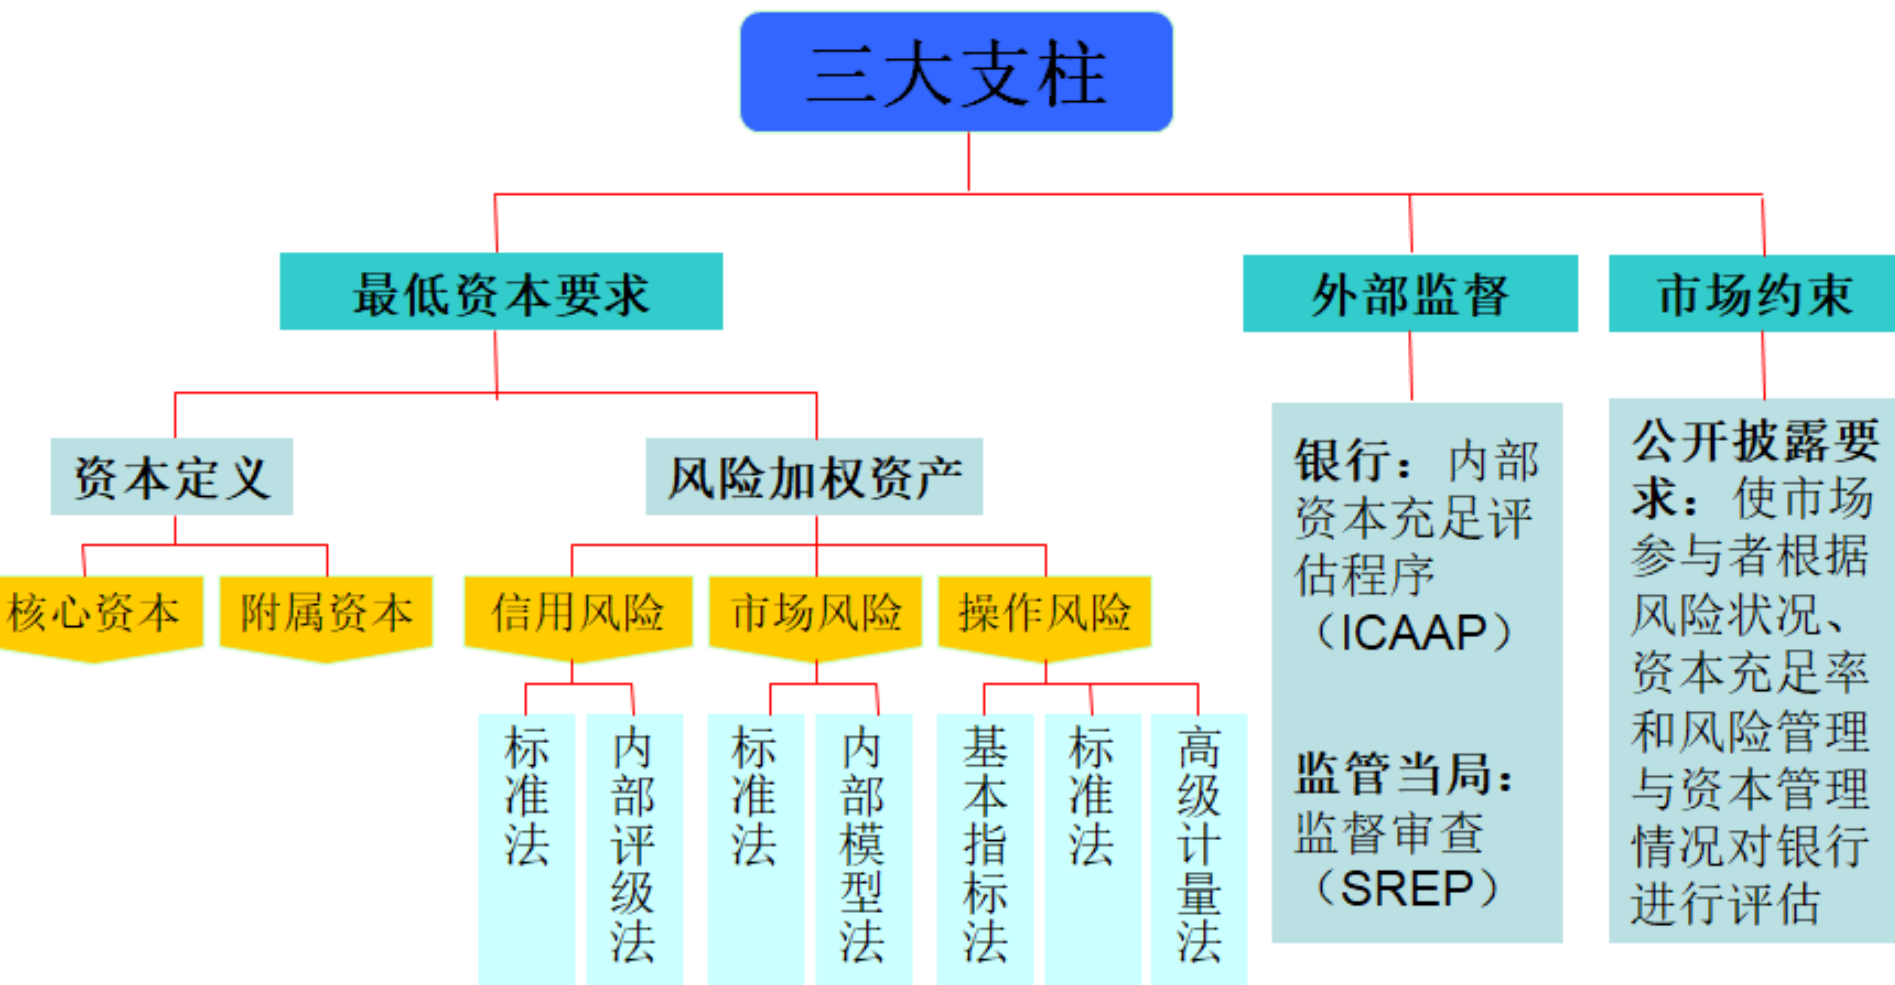 三大支柱
最低资本要求
外部监督
市场约束
资本定义
风险加权资产
核心资本
附属资本
信用风险
市场风险
操作风险
标准法
内部评级法
标准法
内部模型法
基本指标法
标准法
高级计量法
银行：内部
资本充足评
估程序
（ICAAP）
监管当局：
监督审查
（SREP）
公开披露要
求：使市场
参与者根据
风险状况、
资本充足率
和风险管理
与资本管理
情况对银行
进行评估